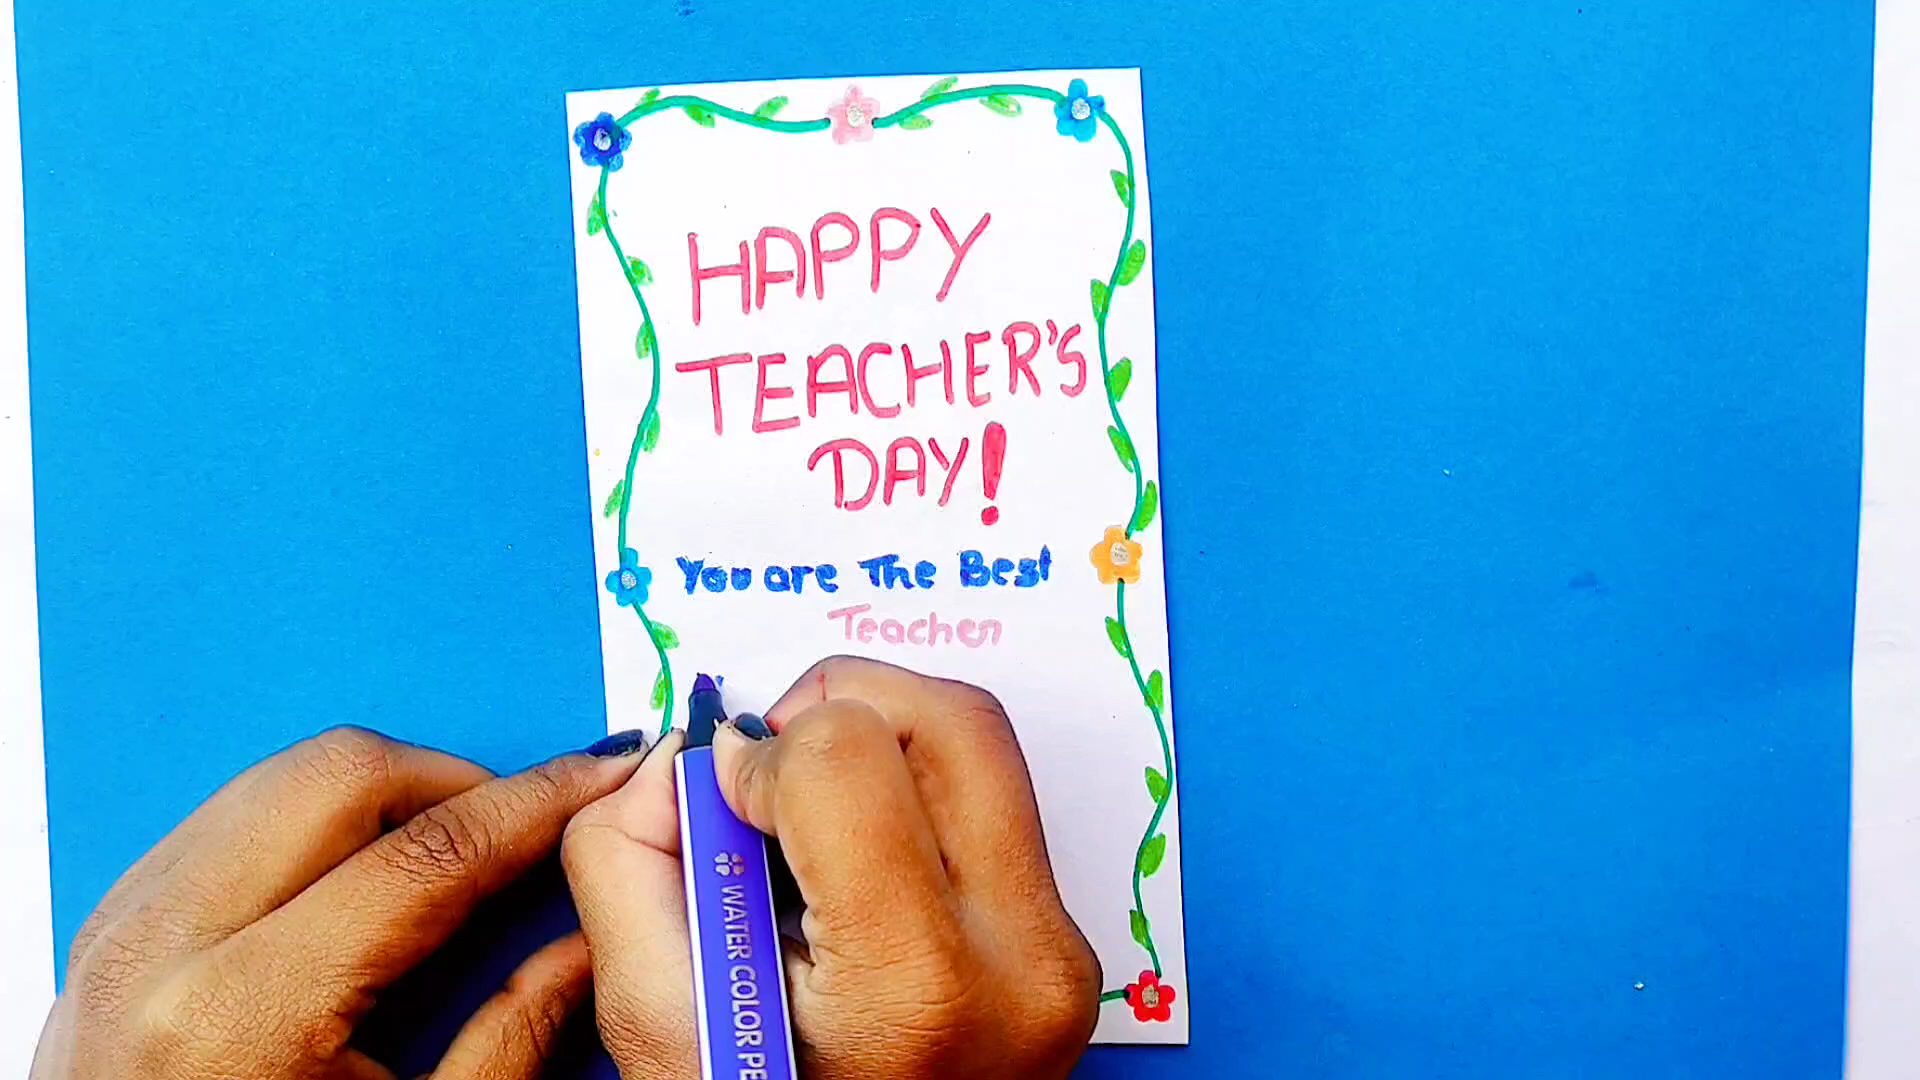 HAPPY
TEACHER'S
DAY!
You are The Best
Teacher
WATER COLOR PE